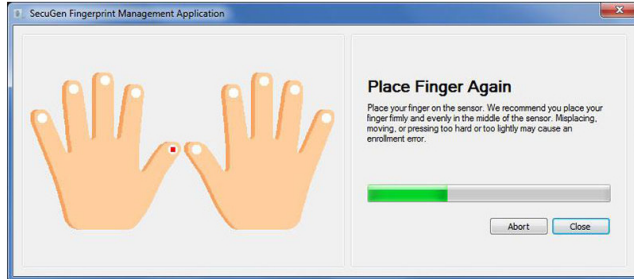 SecuGen Fingerprint Management Application
Place Finger Again
Place your finger on the sensor. We recommend you place your
finger firmly and evenly in the middle of the sensor. Misplacing,
moving, or pressing too hard or too lightly may cause an
enrollment error.
Abort
Close